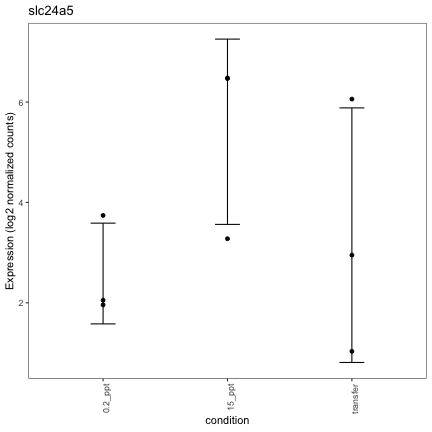 slc24a5
Expression (log2 normalized counts)
6
4
2
0.2_ppt
15_ppt
transfer
condition